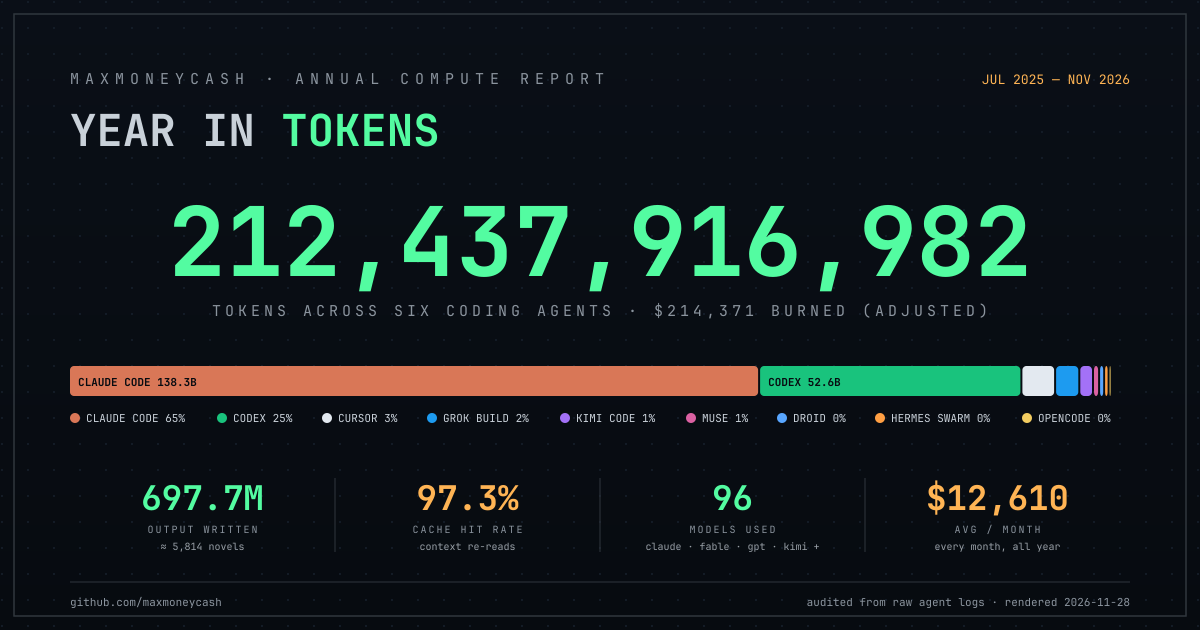 MAXMONEYCASH · ANNUAL COMPUTE REPORT
JUL 2025 — NOV 2026
YEAR IN TOKENS
212,437,916,982
TOKENS ACROSS SIX CODING AGENTS · $214,371 BURNED (ADJUSTED)
CLAUDE CODE 138.3B CODEX 52.6B
CLAUDE CODE 65% CODEX 25% CURSOR 3% GROK BUILD 2% KIMI CODE 1% MUSE 1% DROID 0% HERMES SWARM 0% OPENCODE 0%
697.7M 97.3% 96 $12,610
OUTPUT WRITTEN CACHE HIT RATE MODELS USED AVG / MONTH
≈ 5,814 novels context re-reads claude · fable · gpt · kimi + every month, all year
github.com/maxmoneycash audited from raw agent logs · rendered 2026-11-28